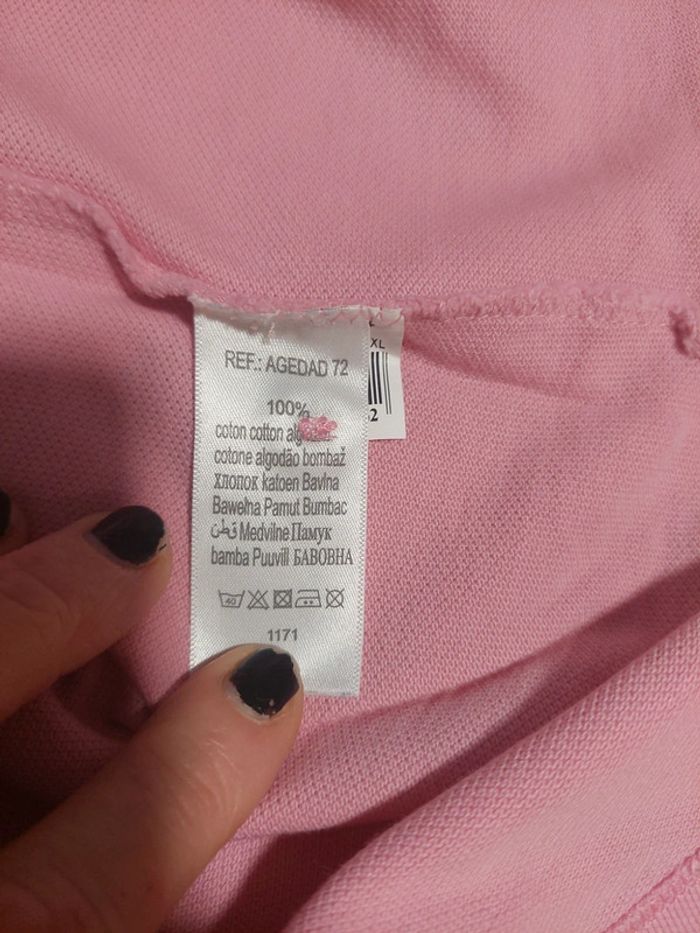 REF.: AGEDAD 72
XL
100%
coton cotton
cotone algodão bombaž
ХЛОПОК katoen Bavlna
Bawełna Pamut Bumbac
قطن Medvilne Памук
bamba Puuvill БАВОВНА
40
1171